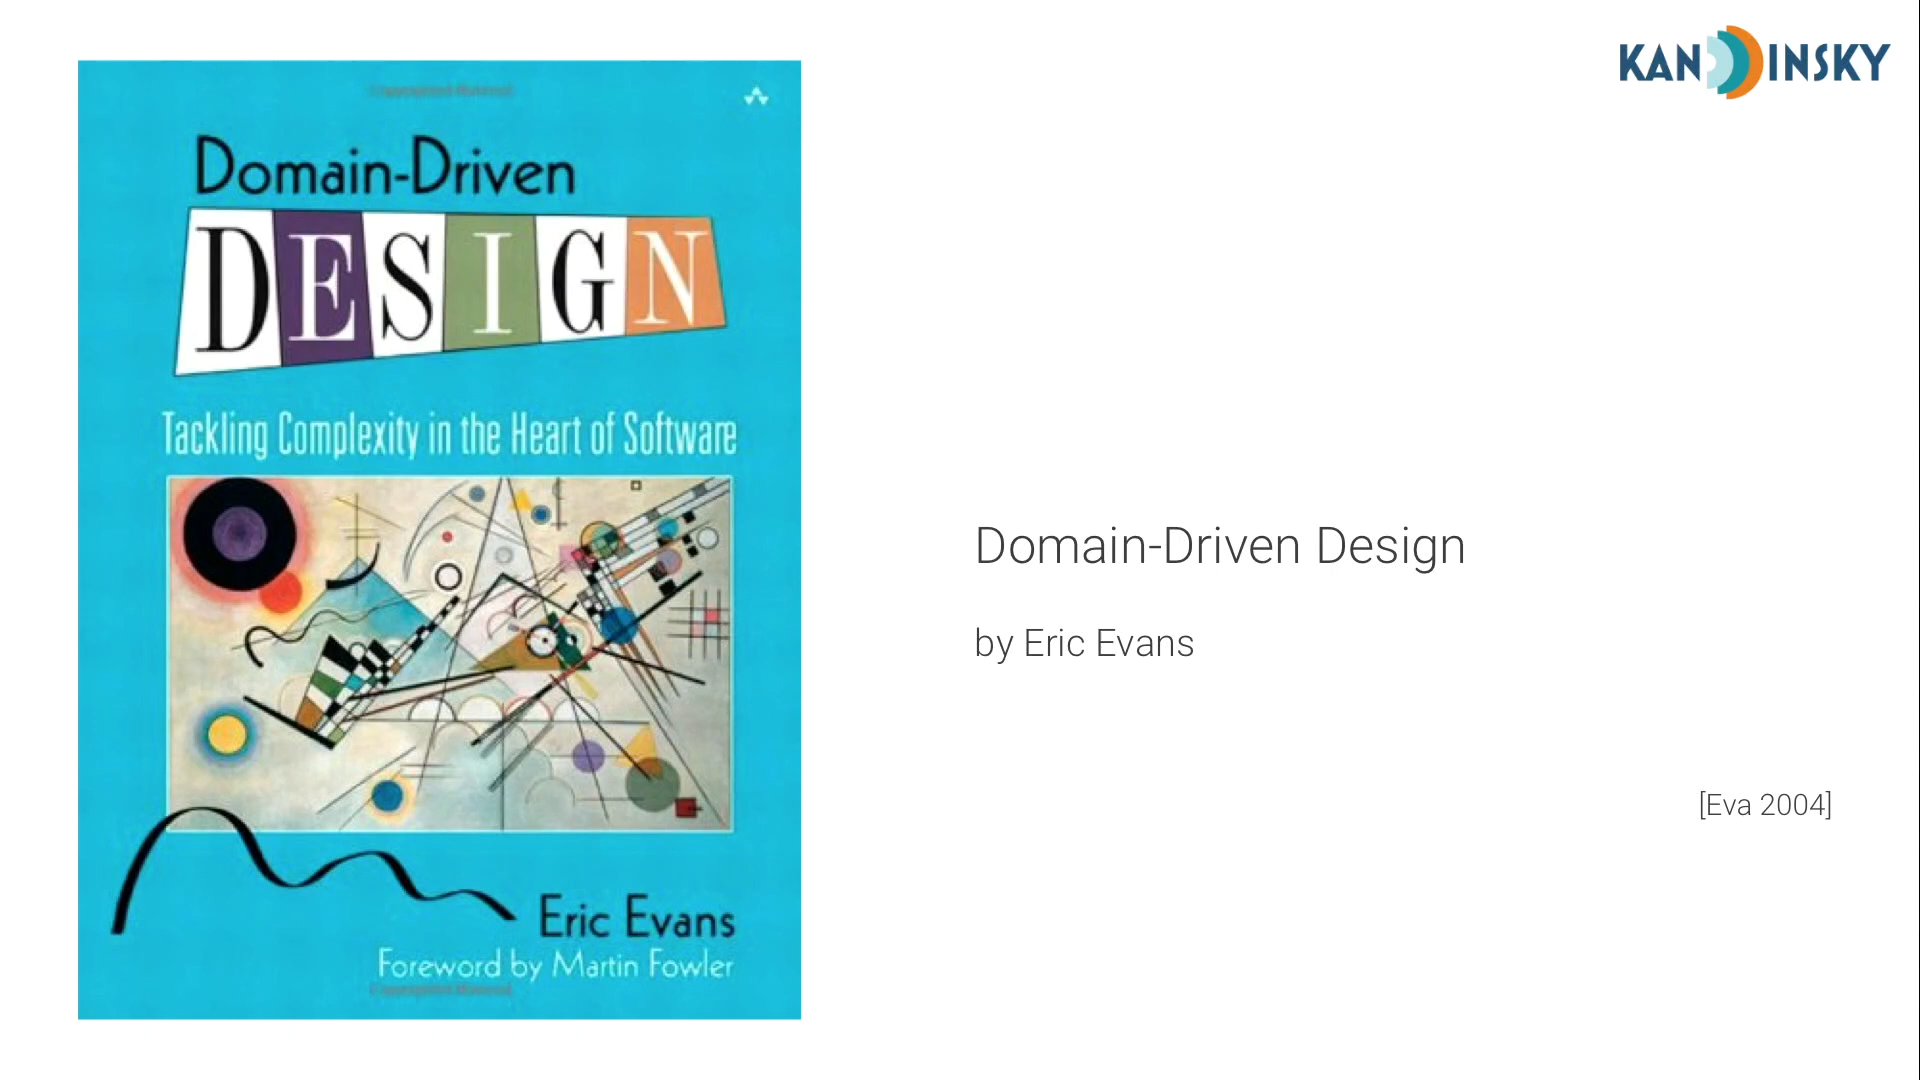 KANDINSKY
Domain-Driven
DESIGN
Tackling Complexity in the Heart of Software
Eric Evans
Foreword by Martin Fowler
Domain-Driven Design
by Eric Evans
[Eva 2004]